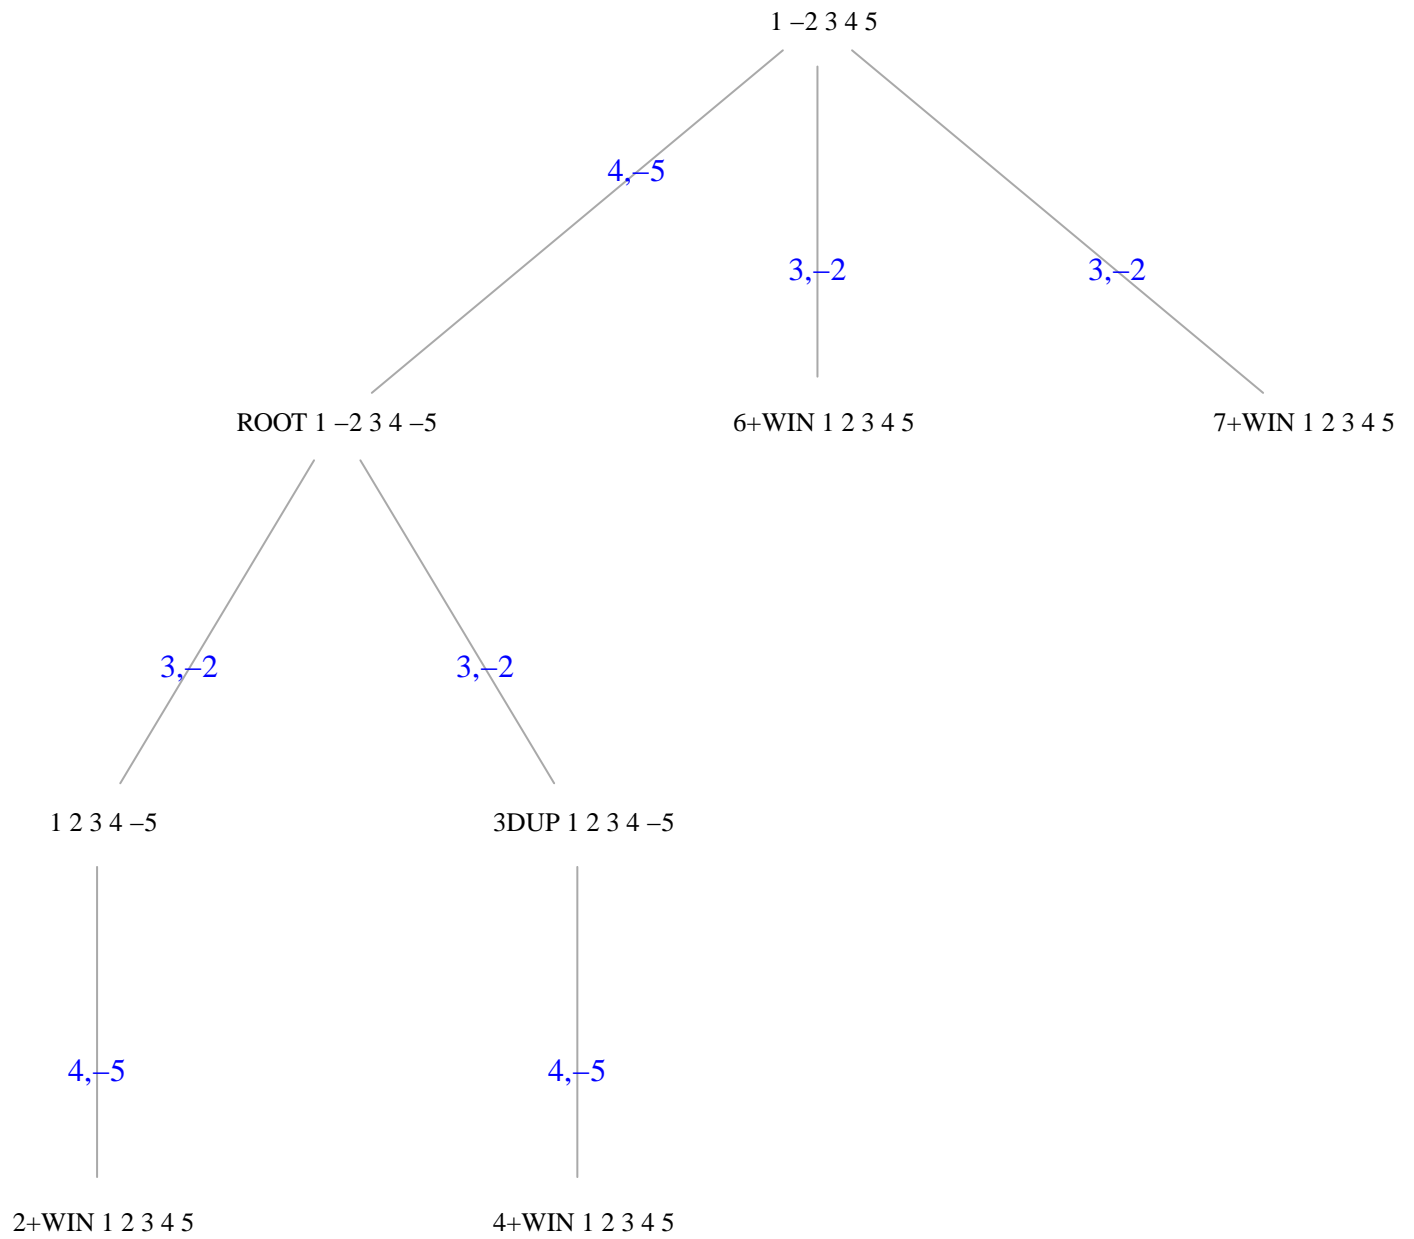 1 –2 3 4 5
4,–5
3,–2
3,–2
ROOT 1 –2 3 4 –5
6+WIN 1 2 3 4 5
7+WIN 1 2 3 4 5
3,–2
3,–2
1 2 3 4 –5
3DUP 1 2 3 4 –5
4,–5
4,–5
2+WIN 1 2 3 4 5
4+WIN 1 2 3 4 5